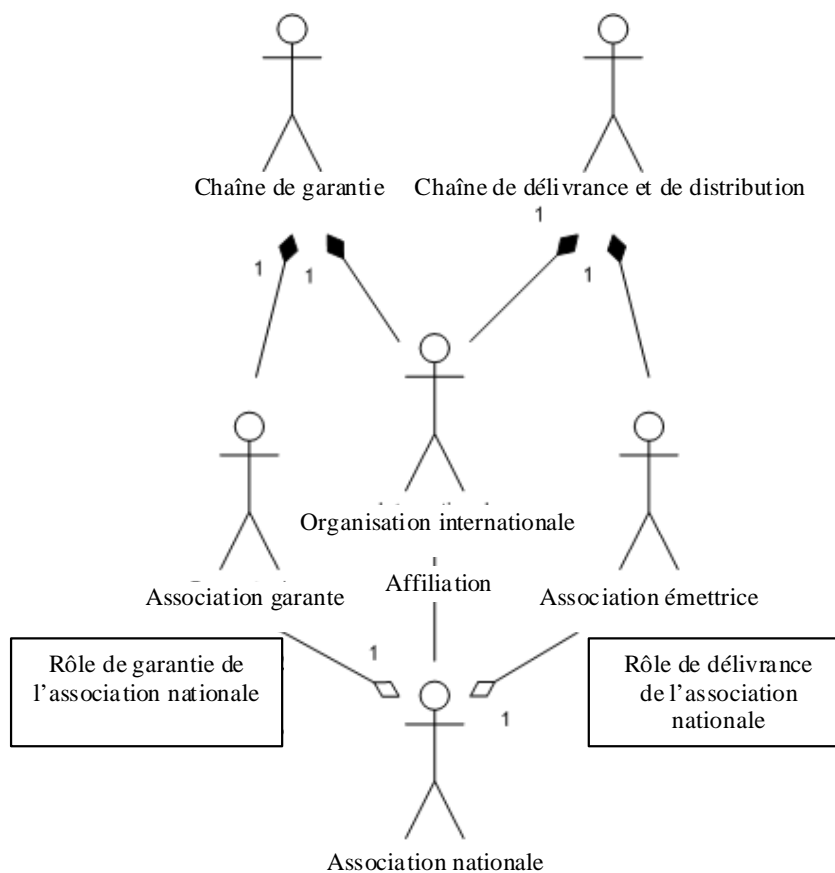 Chaîne de garantie
Chaîne de délivrance et de distribution
1
1
1
1
Organisation internationale
Affiliation
Association garante
Association émettrice
Rôle de garantie de
l'association nationale
1
Rôle de délivrance
de l'association
nationale
1
Association nationale